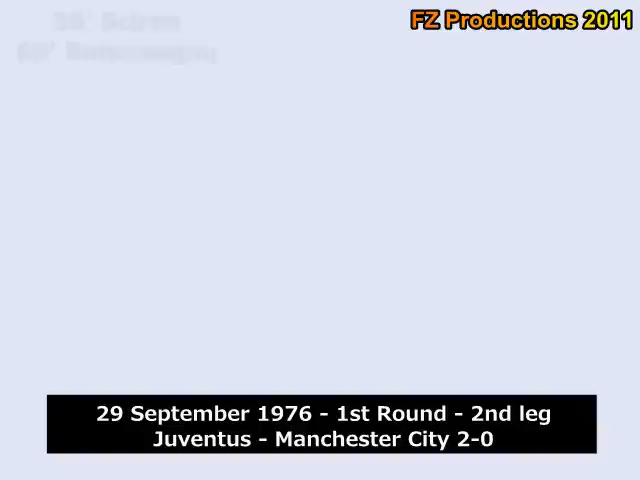 FZ Productions 2011
29 September 1976 - 1st Round - 2nd leg
Juventus - Manchester City 2-0